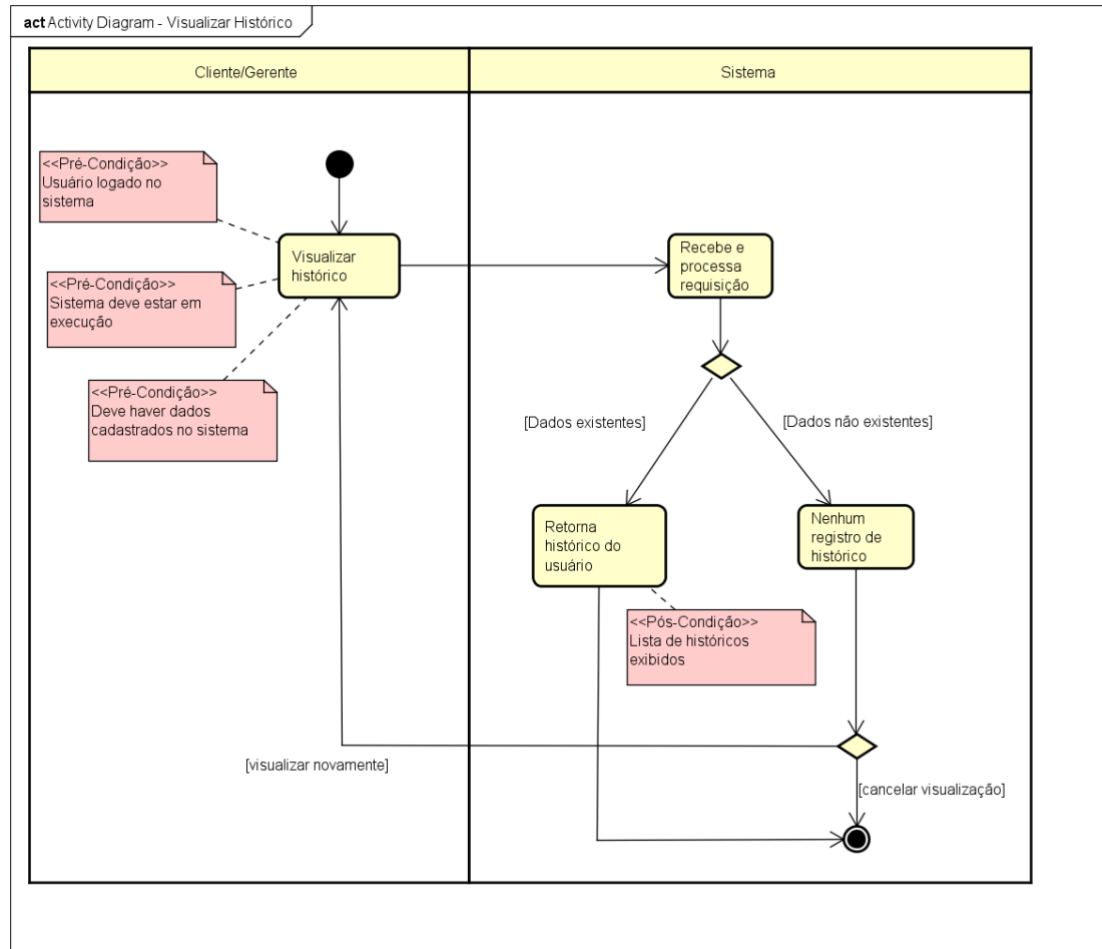 act Activity Diagram - Visualizar Histórico
Cliente/Gerente
Sistema
<<Pré-Condição>>
Usuário logado no
sistema
Visualizar
histórico
Recebe e
processa
requisição
<<Pré-Condição>>
Sistema deve estar em
execução
<<Pré-Condição>>
Deve haver dados
cadastrados no sistema
[Dados existentes]
[Dados não existentes]
Retorna
histórico do
usuário
Nenhum
registro de
histórico
<<Pós-Condição>>
Lista de históricos
exibidos
[visualizar novamente]
[cancelar visualização]